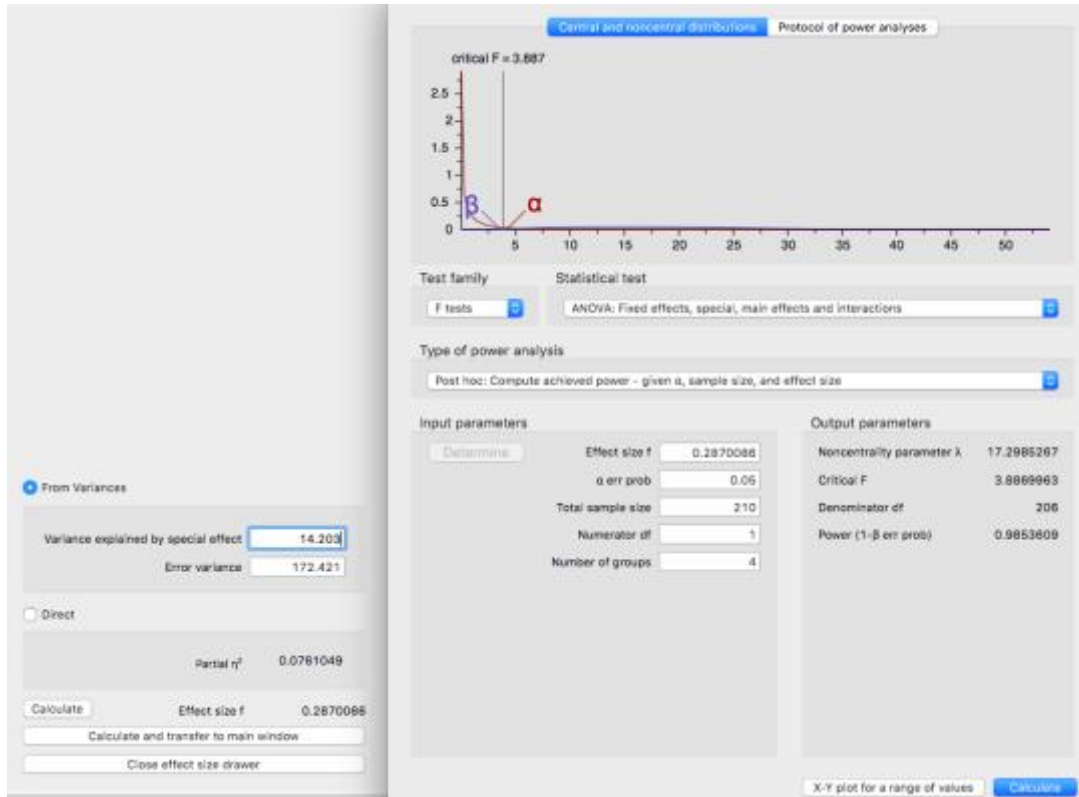 Central and noncentral distributions Protocol of power analyses
critical F = 3.887
2.5
2
1.5
1
0.5
0
β
α
5 10 15 20 25 30 35 40 45 50
Test family Statistical test
F tests ANOVA: Fixed effects, special, main effects and interactions
Type of power analysis
Post hoc: Compute achieved power - given α, sample size, and effect size
Input parameters Output parameters
Determine Effect size f 0.2870086 Noncentrality parameter λ 17.2985267
From Variances α err prob 0.05 Critical F 3.8869963
Total sample size 210 Denominator df 206
Variance explained by special effect 14.203 Numerator df 1 Power (1-β err prob) 0.9853609
Error variance 172.421 Number of groups 4
Direct
Partial η² 0.0761049
Calculate Effect size f 0.2870086
Calculate and transfer to main window
Close effect size drawer
X-Y plot for a range of values Calculate